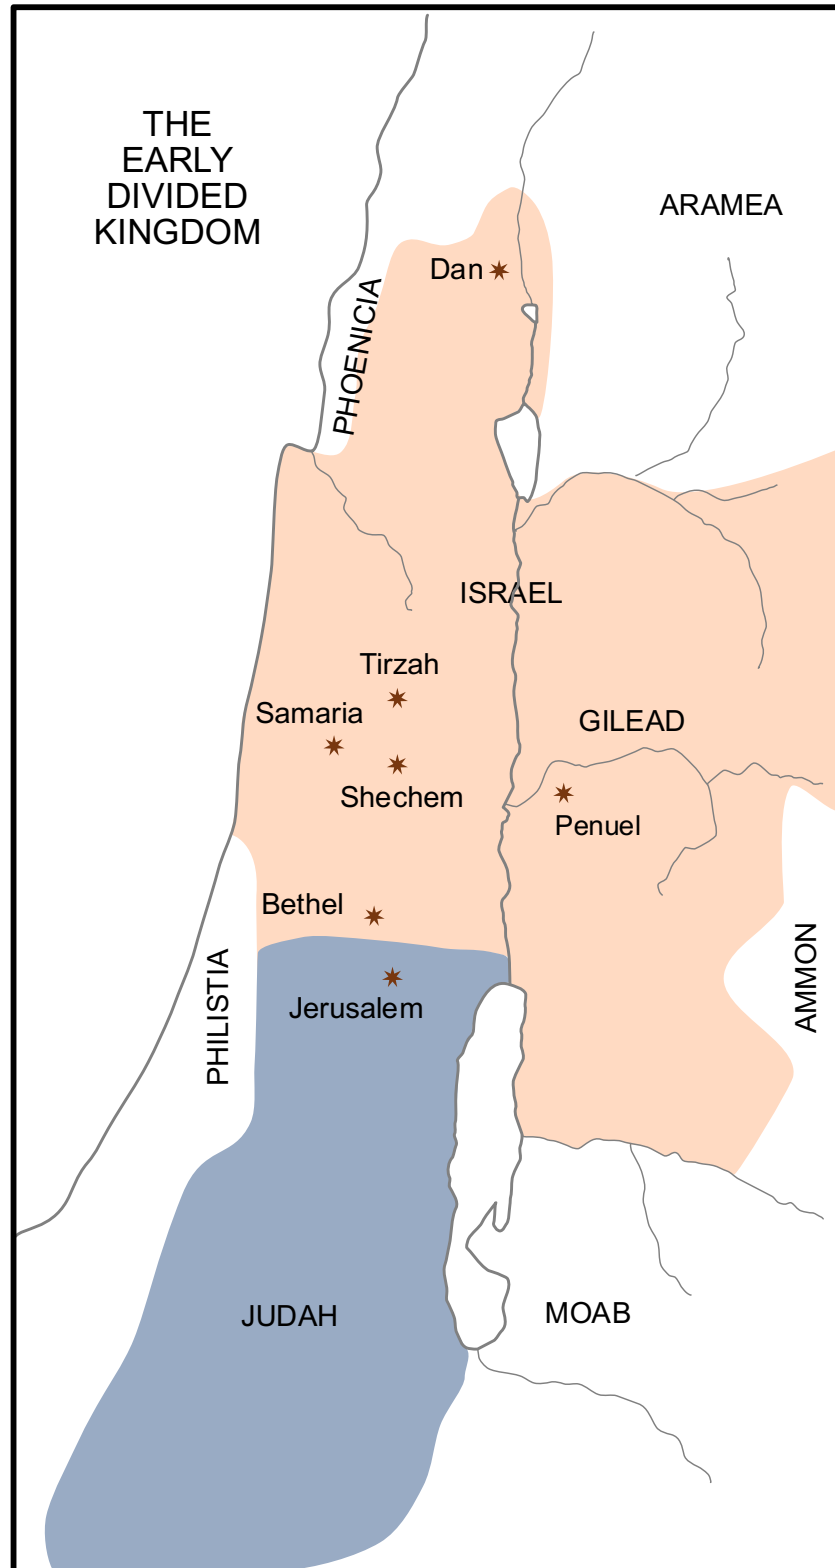 THE
EARLY
DIVIDED
KINGDOM
ARAMEA
Dan
PHOENICIA
ISRAEL
Tirzah
Samaria
GILEAD
Shechem
Penuel
Bethel
AMMON
Jerusalem
PHILISTIA
JUDAH
MOAB